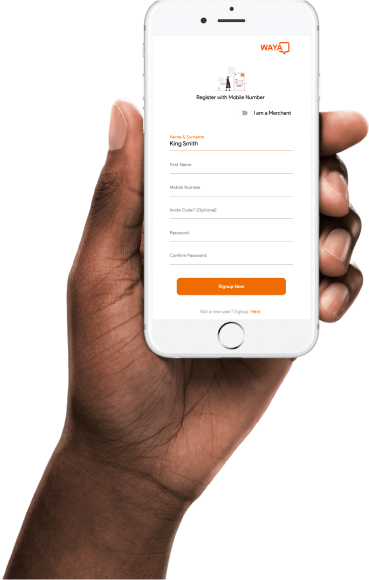 WAYA
Register with Mobile Number
I am a Merchant
Name & Surname
King Smith
First Name
Mobile Number
Invite Code? (Optional)
Password
Confirm Password
Signup Now
Not a new user? Signup. Here